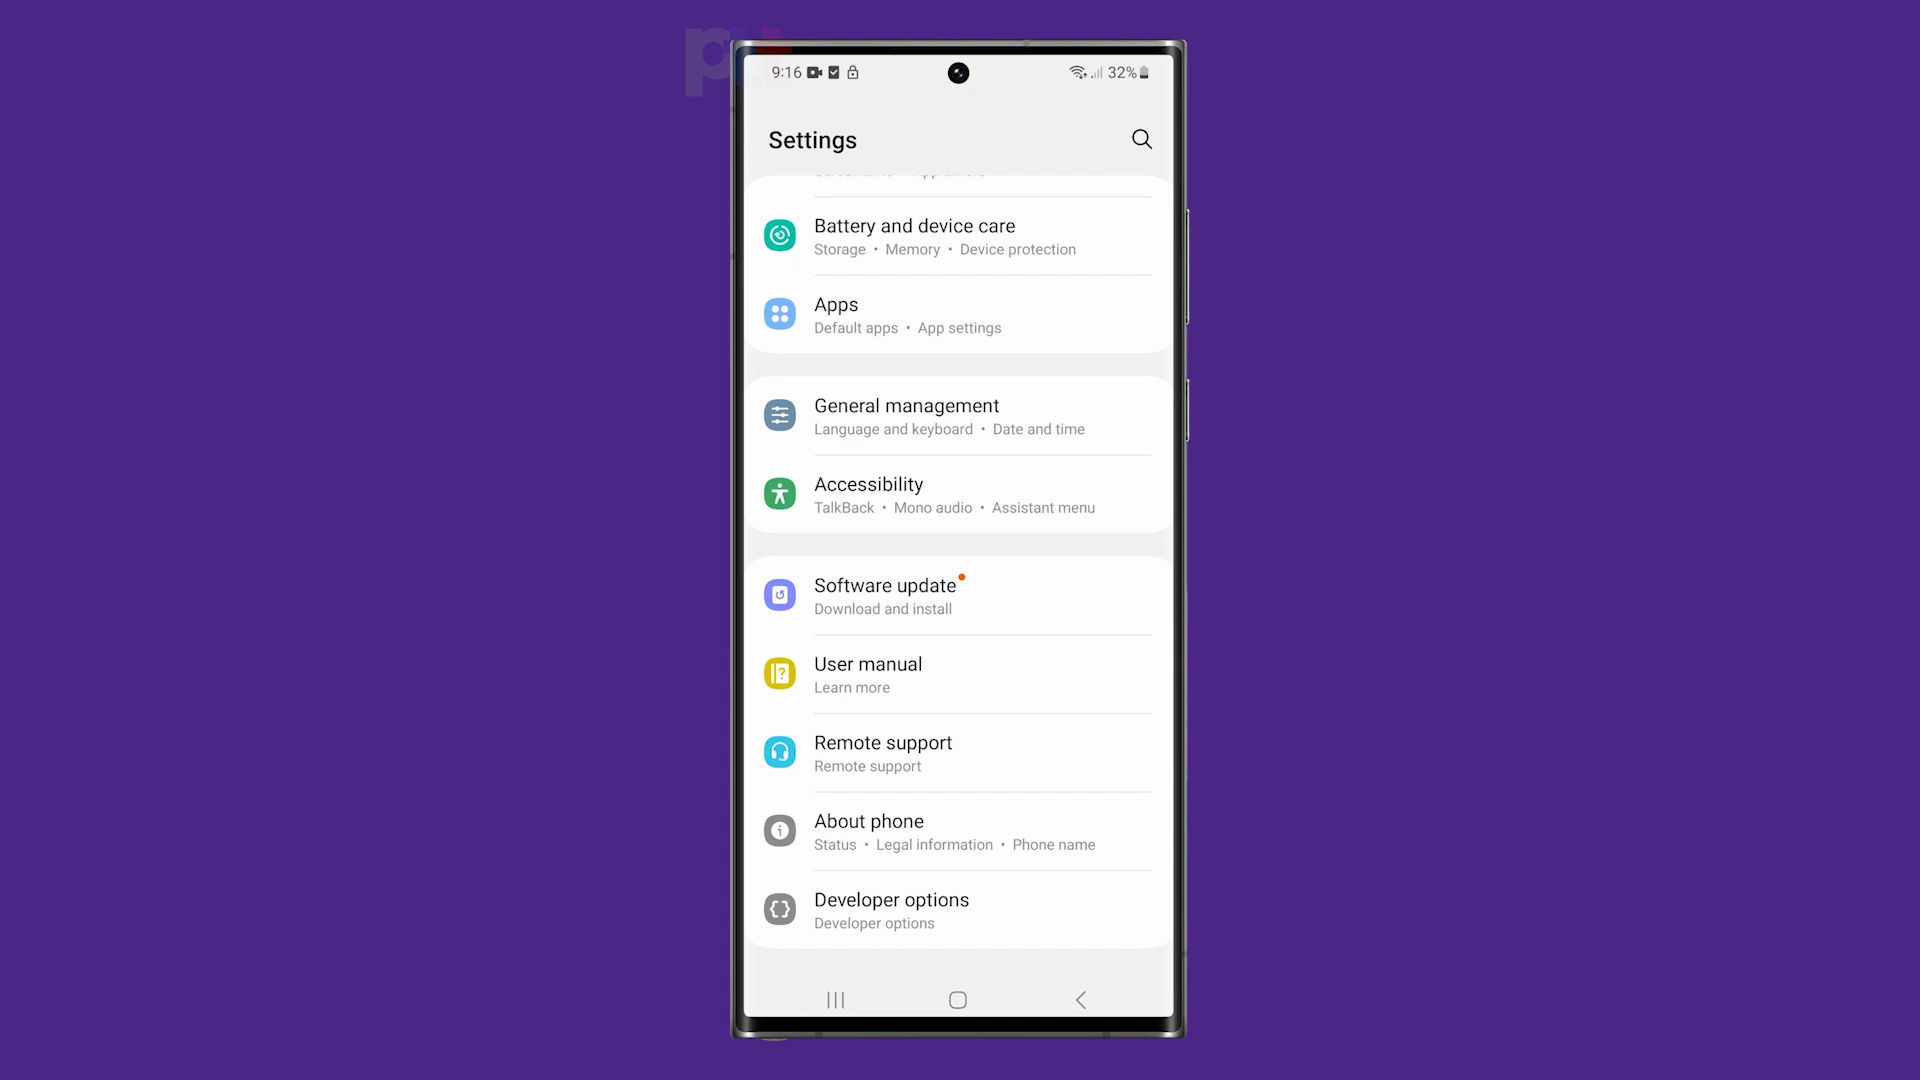 9:16
32%
Settings
Battery and device care
Storage • Memory • Device protection
Apps
Default apps • App settings
General management
Language and keyboard • Date and time
Accessibility
TalkBack • Mono audio • Assistant menu
Software update
Download and install
User manual
Learn more
Remote support
Remote support
About phone
Status • Legal information • Phone name
Developer options
Developer options